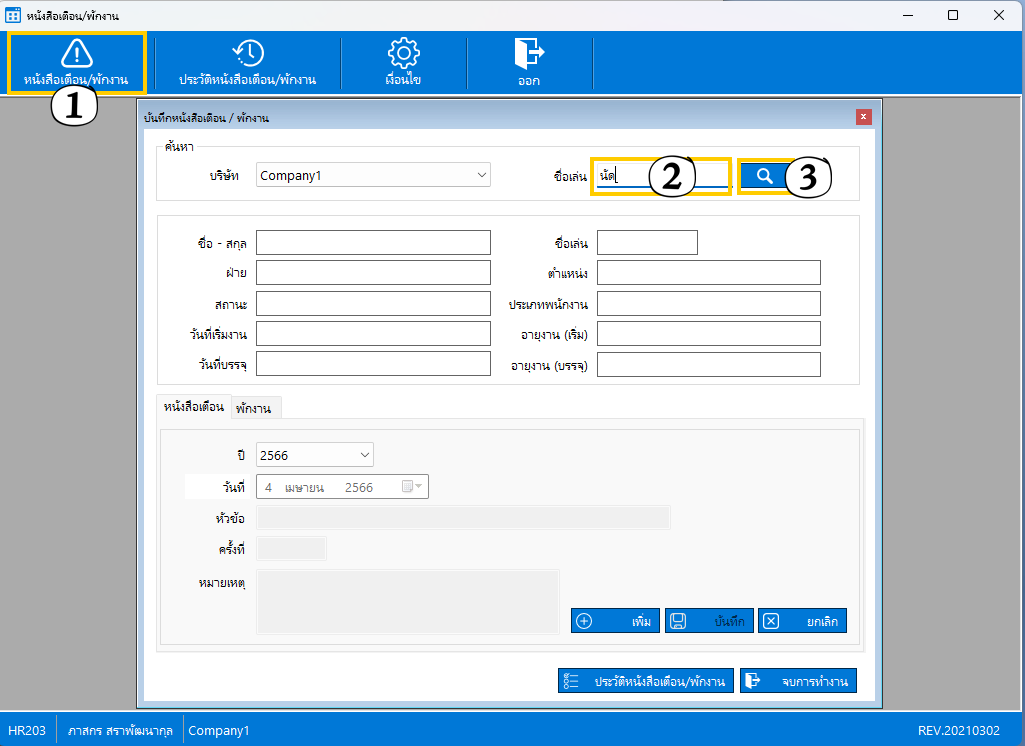 หนังสือเตือน/พักงาน
หนังสือเตือน/พักงาน ประวัติหนังสือเตือน/พักงาน เงื่อนไข ออก
1
บันทึกหนังสือเตือน / พักงาน x
ค้นหา
บริษัท Company1 ชื่อเล่น นัด 2 3
ชื่อ - สกุล ชื่อเล่น
ฝ่าย ตำแหน่ง
สถานะ ประเภทพนักงาน
วันที่เริ่มงาน อายุงาน (เริ่ม)
วันที่บรรจุ อายุงาน (บรรจุ)
หนังสือเตือน พักงาน
ปี 2566
วันที่ 4 เมษายน 2566
หัวข้อ
ครั้งที่
หมายเหตุ
เพิ่ม บันทึก ยกเลิก
ประวัติหนังสือเตือน/พักงาน จบการทำงาน
HR203 ภาสกร สราพัฒนากุล Company1 REV.20210302